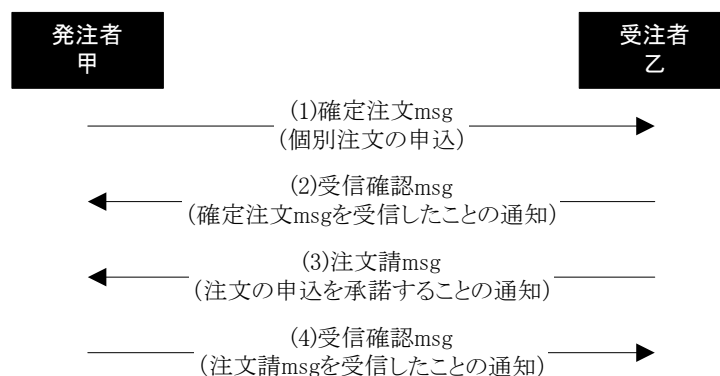 発注者
甲
受注者
乙
(1)確定注文msg
(個別注文の申込)
(2)受信確認msg
(確定注文msgを受信したことの通知)
(3)注文請msg
(注文の申込を承諾することの通知)
(4)受信確認msg
(注文請msgを受信したことの通知)